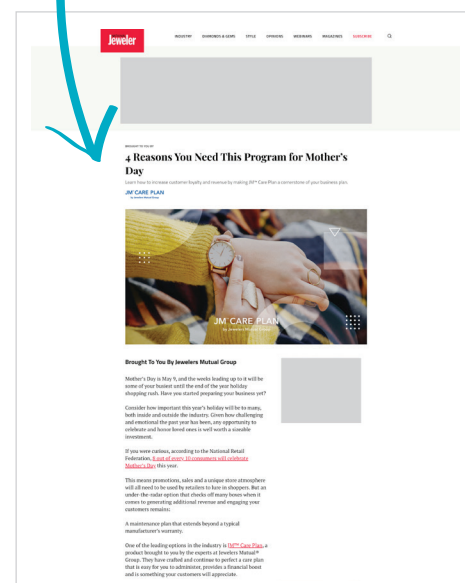 Jeweler
INDUSTRY DIAMONDS & GEMS STYLE OPINIONS WEBINARS MAGAZINES SUBSCRIBE
BROUGHT TO YOU BY
4 Reasons You Need This Program for Mother's
Day
Learn how to increase customer loyalty and revenue by making JM™ Care Plan a cornerstone of your business plan
JM™ CARE PLAN
by Jewelers Mutual Group
JM™ CARE PLAN
by Jewelers Mutual Group
Brought To You By Jewelers Mutual Group
Mother's Day is May 9, and the weeks leading up to it will be
some of your busiest until the end of the year holiday
shopping rush. Have you started preparing your business yet?
Consider how important this year's holiday will be to many,
both inside and outside the industry. Given how challenging
and emotional the past year has been, any opportunity to
celebrate and honor loved ones is well worth a sizable
investment.
If you were curious, according to the National Retail
Federation, 8 out of every 10 consumers will celebrate
Mother's Day this year.
This means promotions, sales and a unique store atmosphere
will all need to be used by retailers to lure in shoppers. But an
under-the-radar option that checks off many boxes when it
comes to generating additional revenue and engaging your
customers remains:
A maintenance plan that extends beyond a typical
manufacturer's warranty.
One of the leading options in the industry is JM™ Care Plan, a
product brought to you by the experts at Jewelers Mutual®
Group. They have crafted and continue to perfect a care plan
that is easy for you to administer, provides a financial boost
and is something your customers will appreciate.